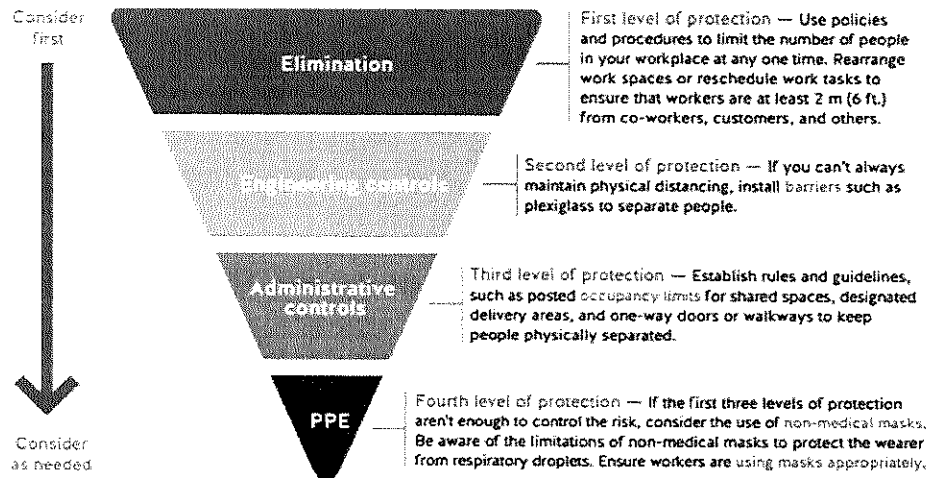 Consider
first
Elimination
First level of protection — Use policies
and procedures to limit the number of people
in your workplace at any one time. Rearrange
work spaces or reschedule work tasks to
ensure that workers are at least 2 m (6 ft.)
from co-workers, customers, and others.
Engineering controls
Second level of protection — If you can't always
maintain physical distancing, install barriers such as
plexiglass to separate people.
Administrative
controls
Third level of protection — Establish rules and guidelines,
such as posted occupancy limits for shared spaces, designated
delivery areas, and one-way doors or walkways to keep
people physically separated.
PPE
Fourth level of protection — If the first three levels of protection
aren't enough to control the risk, consider the use of non-medical masks.
Be aware of the limitations of non-medical masks to protect the wearer
from respiratory droplets. Ensure workers are using masks appropriately.
Consider
as needed